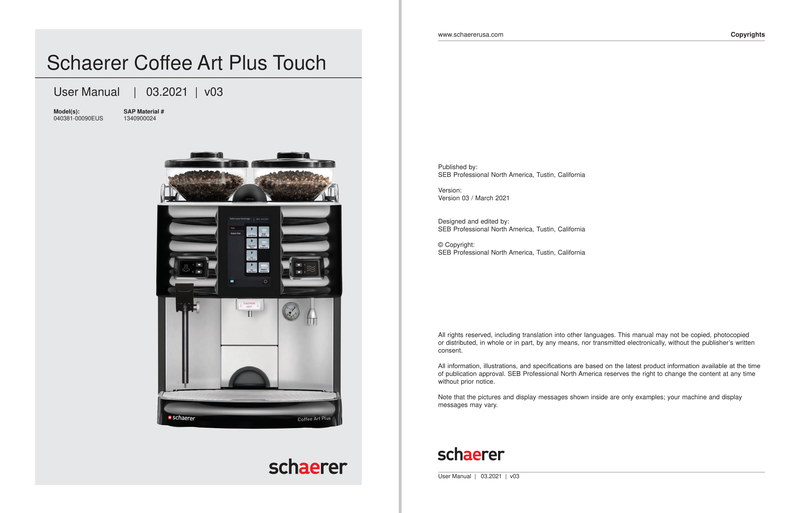 Schaerer Coffee Art Plus Touch
User Manual | 03.2021 | v03
Model(s): SAP Material #
040381-00090EUS 1340900024
schaerer Coffee Art Plus
schaerer
www.schaererusa.com Copyrights
Published by:
SEB Professional North America, Tustin, California
Version:
Version 03 / March 2021
Designed and edited by:
SEB Professional North America, Tustin, California
© Copyright:
SEB Professional North America, Tustin, California
All rights reserved, including translation into other languages. This manual may not be copied, photocopied
or distributed, in whole or in part, by any means, nor transmitted electronically, without the publisher's written
consent.
All information, illustrations, and specifications are based on the latest product information available at the time
of publication approval. SEB Professional North America reserves the right to change the content at any time
without prior notice.
Note that the pictures and display messages shown inside are only examples; your machine and display
messages may vary.
schaerer
User Manual | 03.2021 | v03